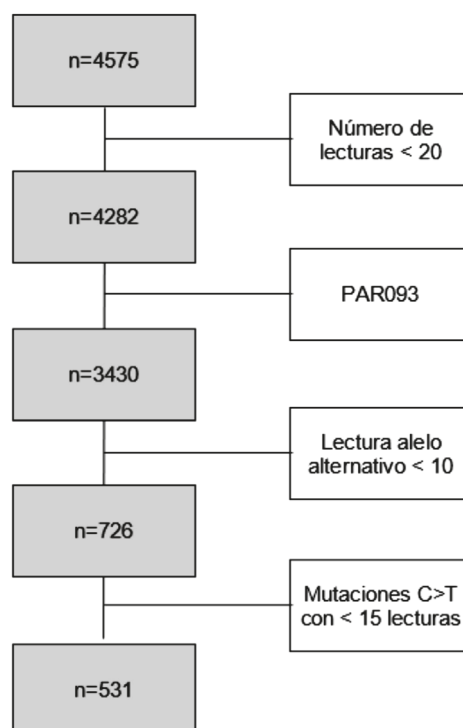 n=4575
Número de
lecturas < 20
n=4282
PAR093
n=3430
Lectura alelo
alternativo < 10
n=726
Mutaciones C>T
con < 15 lecturas
n=531